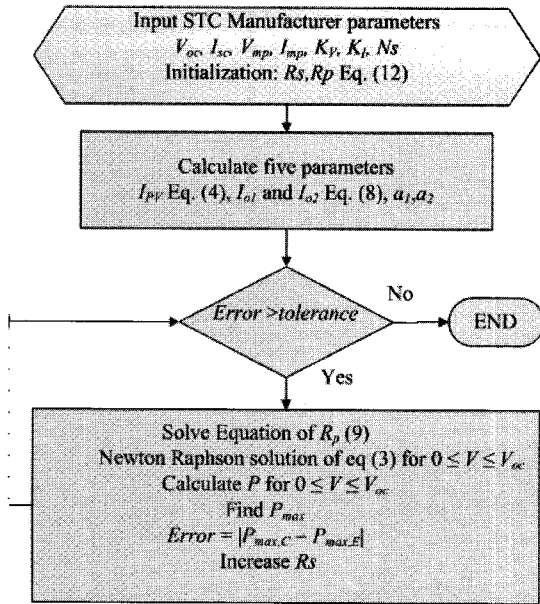 Input STC Manufacturer parameters
Voc, Isc, Vmp, Imp, KV, KI, Ns
Initialization: Rs,Rp Eq. (12)
Calculate five parameters
IPV Eq. (4), Io1 and Io2 Eq. (8), a1,a2
Error >tolerance
No
END
Yes
Solve Equation of Rp (9)
Newton Raphson solution of eq (3) for 0 ≤ V ≤ Voc
Calculate P for 0 ≤ V ≤ Voc
Find Pmax
Error = |Pmax,C − Pmax,E|
Increase Rs